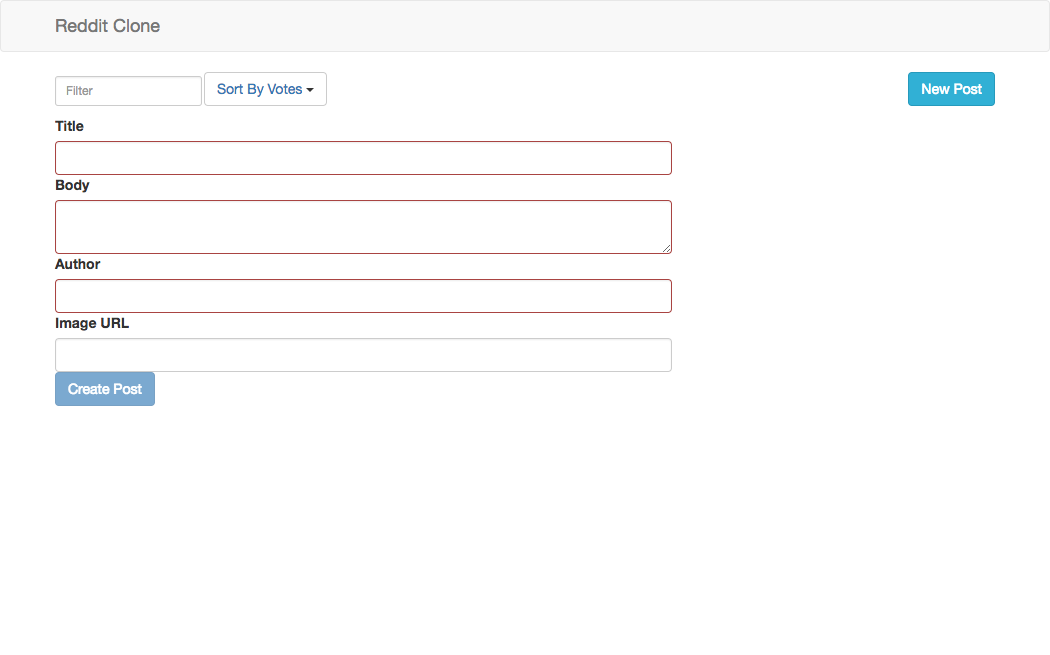 Reddit Clone
Filter Sort By Votes New Post
Title
Body
Author
Image URL
Create Post